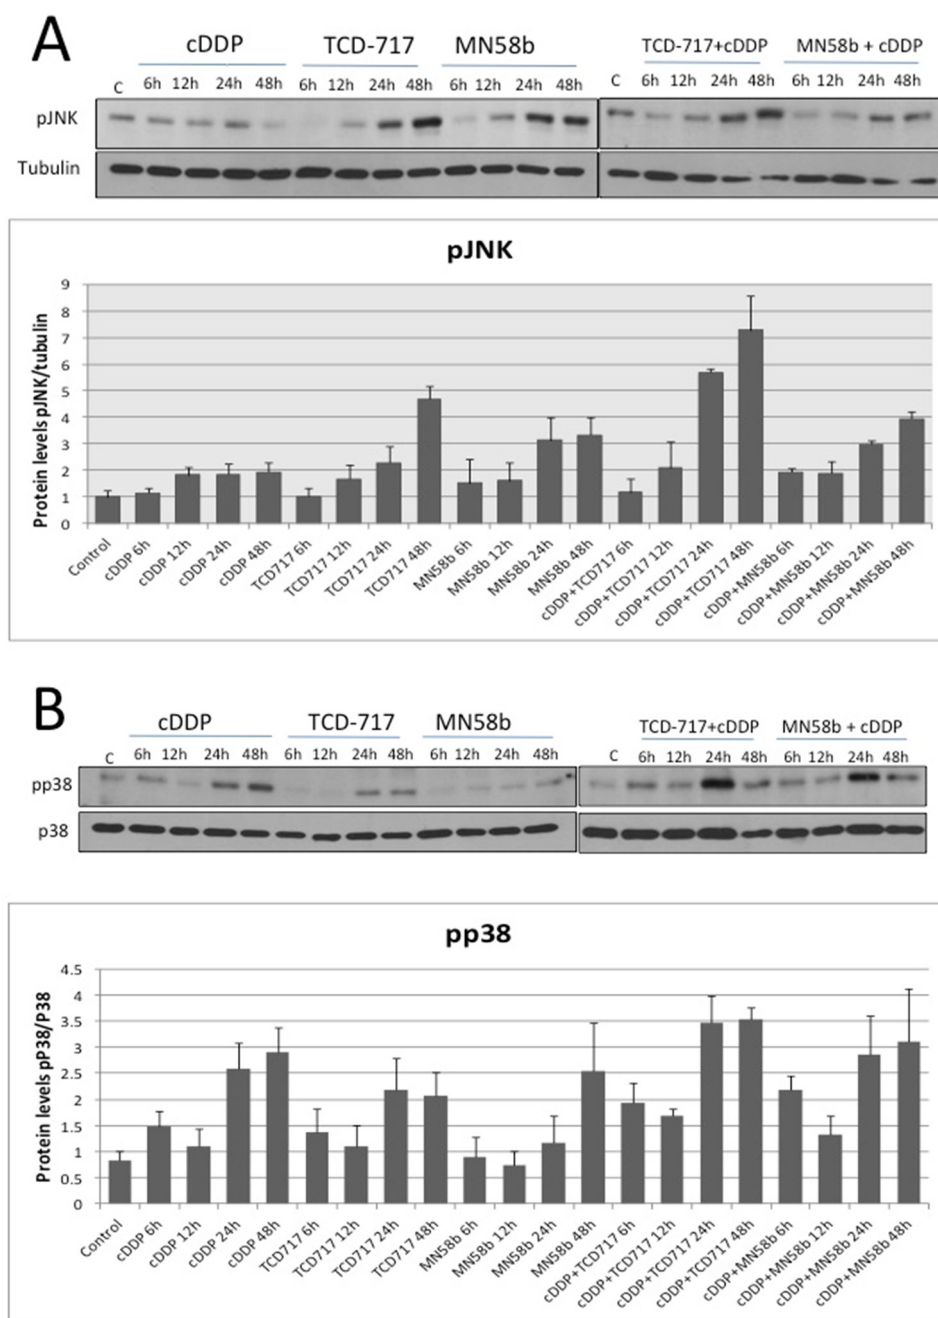 A
cDDP TCD-717 MN58b TCD-717+cDDP MN58b + cDDP
C 6h 12h 24h 48h 6h 12h 24h 48h 6h 12h 24h 48h C 6h 12h 24h 48h 6h 12h 24h 48h
pJNK
Tubulin
pJNK
Protein levels pJNK/tubulin
9
8
7
6
5
4
3
2
1
0
Control
cDDP 6h
cDDP 12h
cDDP 24h
cDDP 48h
TCD717 6h
TCD717 12h
TCD717 24h
TCD717 48h
MN58b 6h
MN58b 12h
MN58b 24h
MN58b 48h
cDDP+TCD717 6h
cDDP+TCD717 12h
cDDP+TCD717 24h
cDDP+TCD717 48h
cDDP+MN58b 6h
cDDP+MN58b 12h
cDDP+MN58b 24h
cDDP+MN58b 48h
B
cDDP TCD-717 MN58b TCD-717+cDDP MN58b + cDDP
C 6h 12h 24h 48h 6h 12h 24h 48h 6h 12h 24h 48h C 6h 12h 24h 48h 6h 12h 24h 48h
pp38
p38
pp38
Protein levels pP38/P38
4.5
4
3.5
3
2.5
2
1.5
1
0.5
0
Control
cDDP 6h
cDDP 12h
cDDP 24h
cDDP 48h
TCD717 6h
TCD717 12h
TCD717 24h
TCD717 48h
MN58b 6h
MN58b 12h
MN58b 24h
MN58b 48h
cDDP+TCD717 6h
cDDP+TCD717 12h
cDDP+TCD717 24h
cDDP+TCD717 48h
cDDP+MN58b 6h
cDDP+MN58b 12h
cDDP+MN58b 24h
cDDP+MN58b 48h